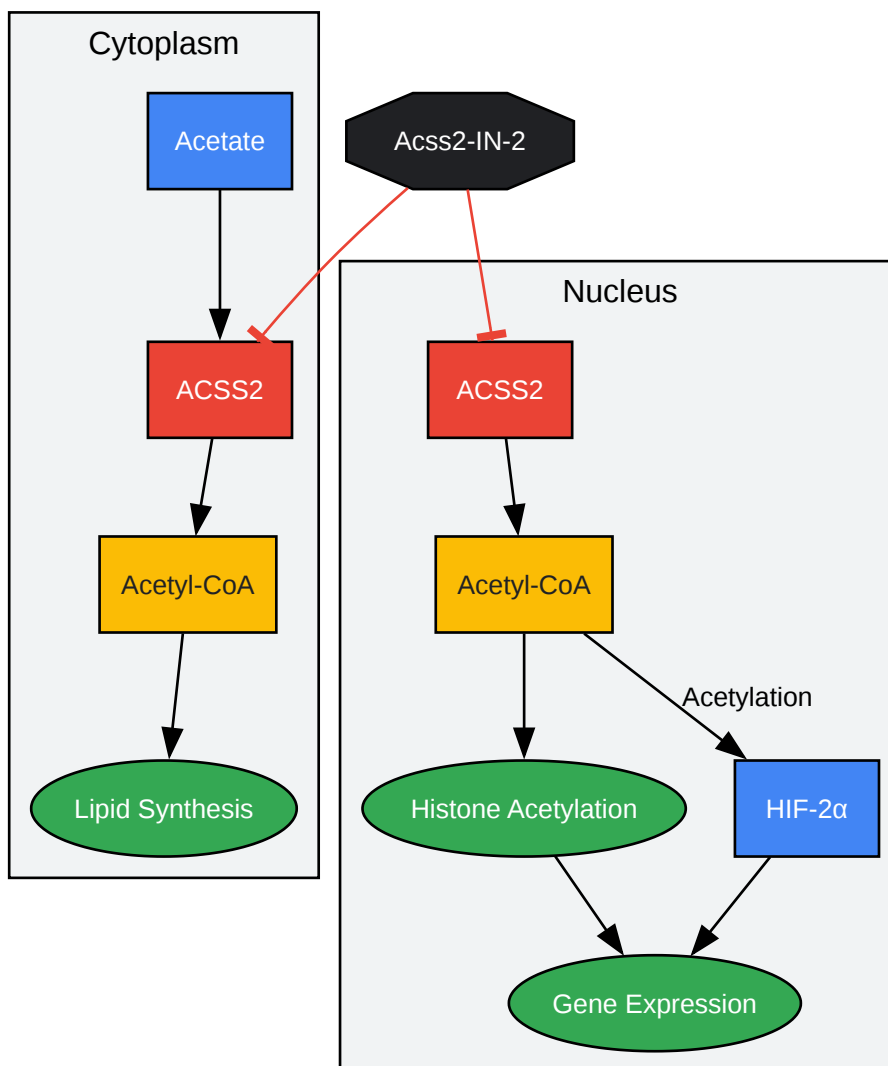 Cytoplasm
Acetate
Acss2-IN-2
Nucleus
ACSS2
ACSS2
Acetyl-CoA
Acetyl-CoA
Acetylation
Lipid Synthesis
Histone Acetylation
HIF-2α
Gene Expression